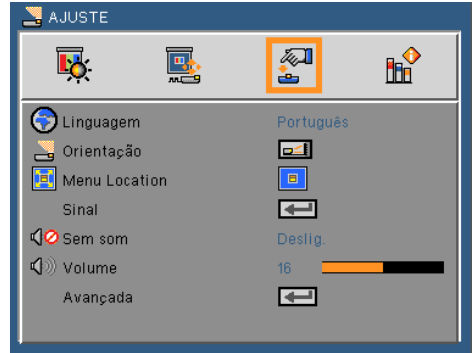 AJUSTE
Linguagem Português
Orientação
Menu Location
Sinal
Sem som Deslig.
Volume 16
Avançada